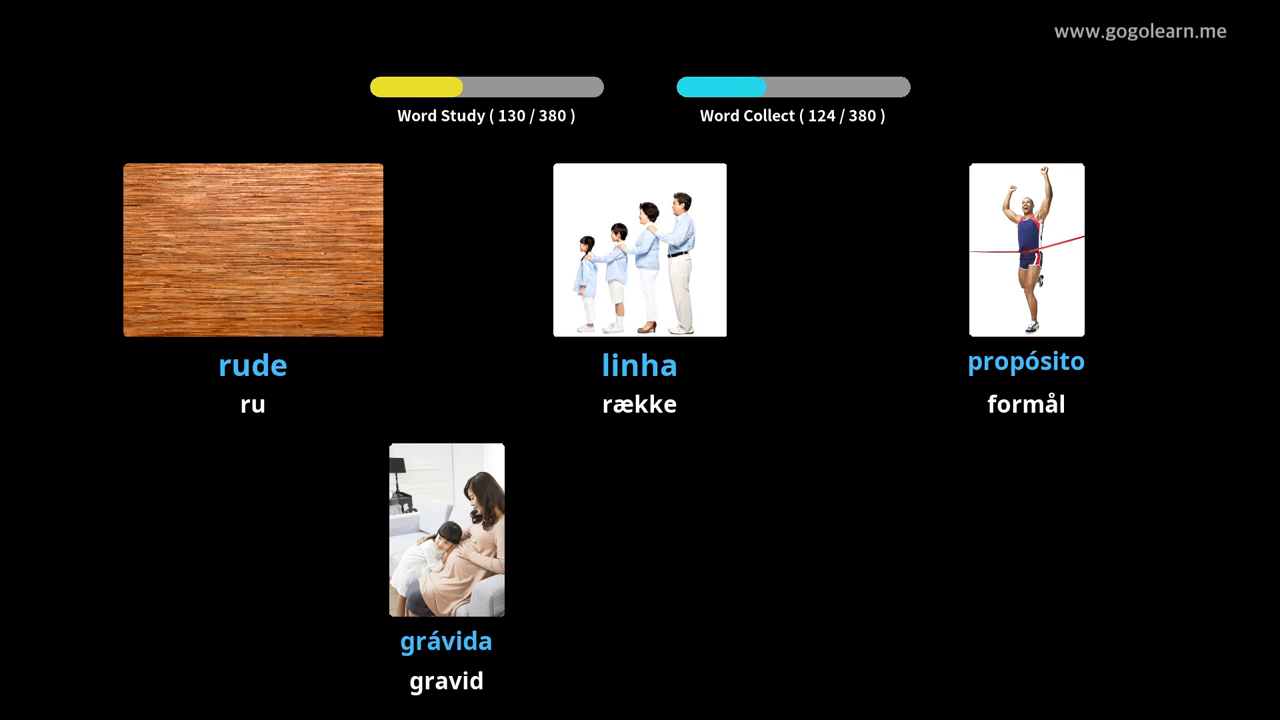 www.gogolearn.me
Word Study ( 130 / 380 )
Word Collect ( 124 / 380 )
rude
ru
linha
række
propósito
formål
grávida
gravid